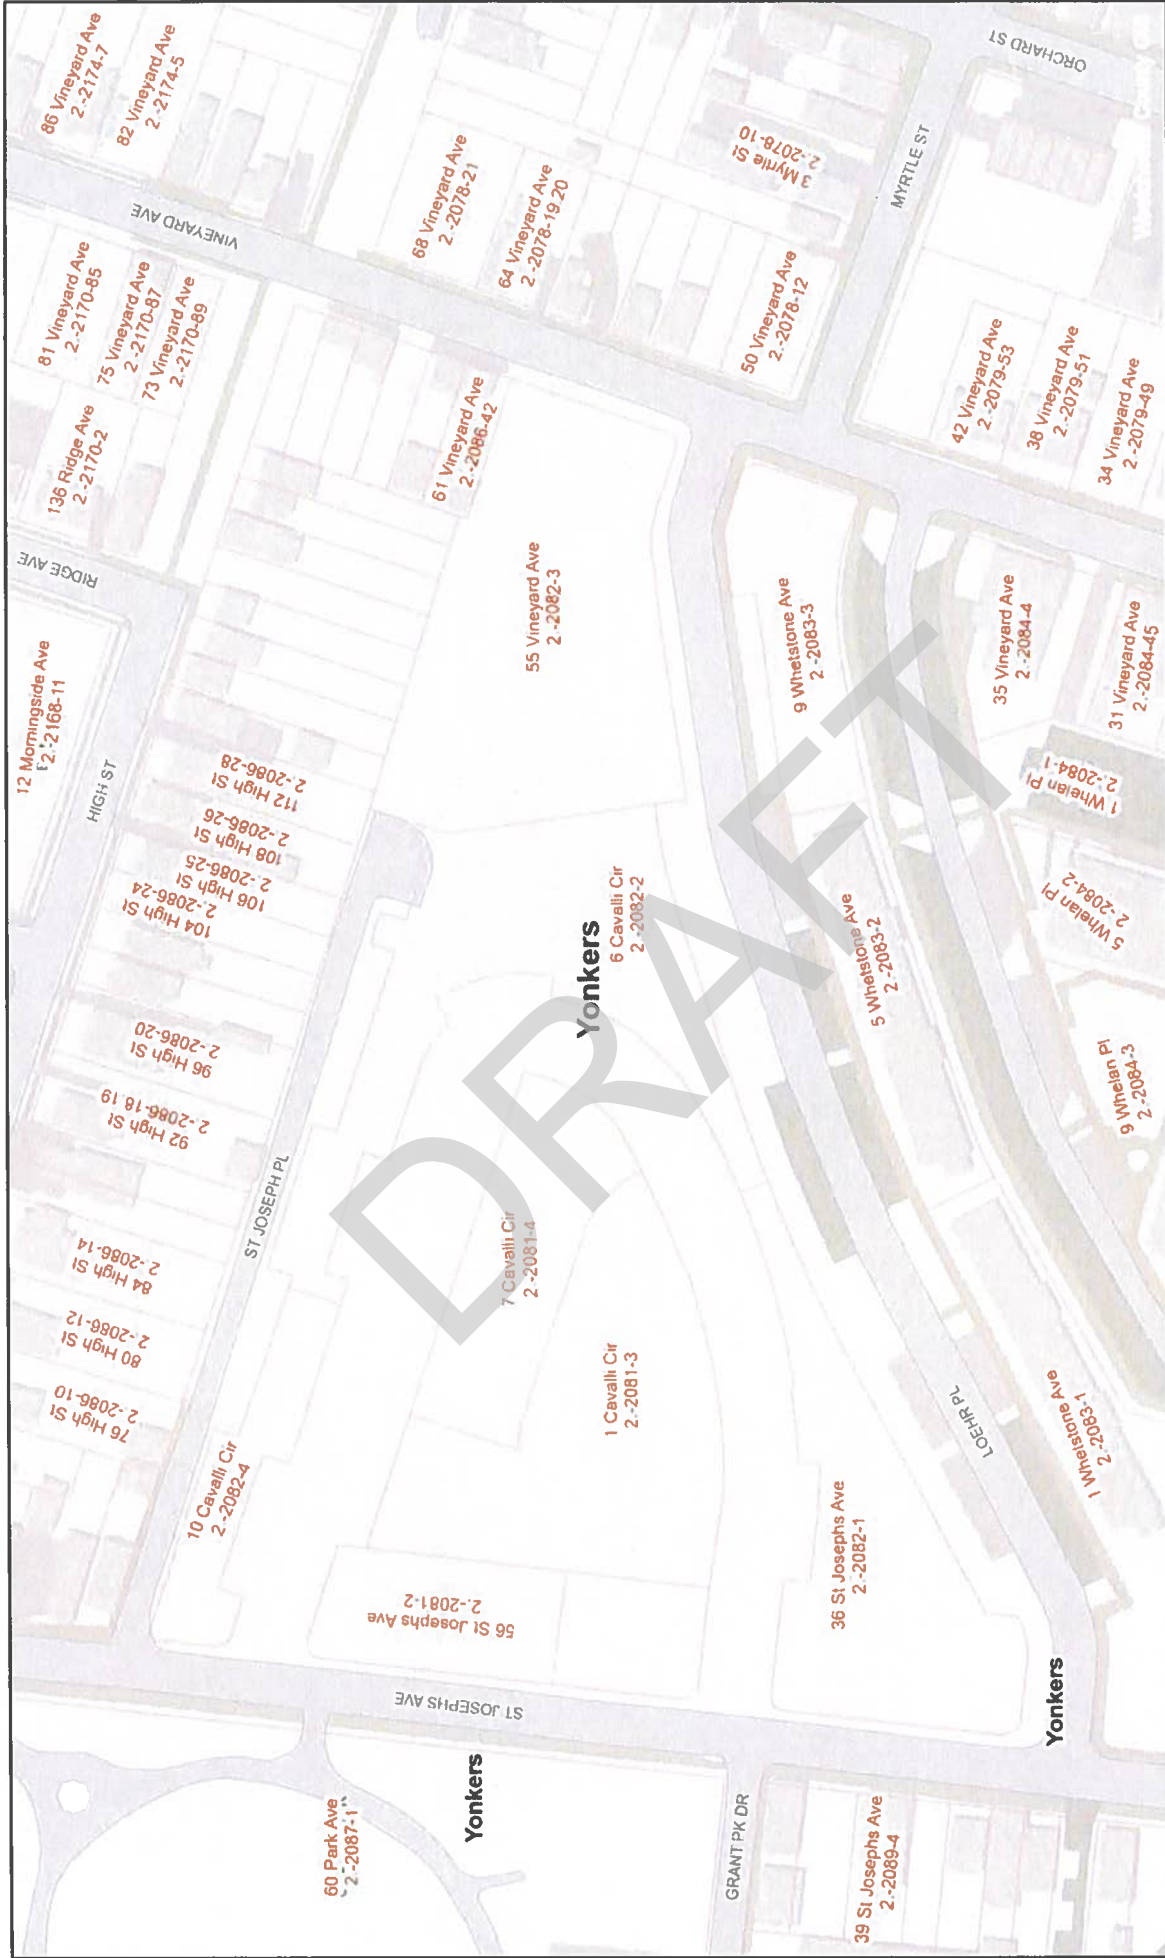 86 Vineyard Ave
2.-2174-7
82 Vineyard Ave
2.-2174-5
ORCHARD ST
VINEYARD AVE
81 Vineyard Ave
2.-2170-85
75 Vineyard Ave
2.-2170-87
73 Vineyard Ave
2.-2170-89
136 Ridge Ave
2.-2170-2
RIDGE AVE
68 Vineyard Ave
2.-2078-21
64 Vineyard Ave
2.-2078-19.20
3 Myrtle St
2.-2078-10
MYRTLE ST
50 Vineyard Ave
2.-2078-12
42 Vineyard Ave
2.-2079-53
38 Vineyard Ave
2.-2079-51
34 Vineyard Ave
2.-2079-49
61 Vineyard Ave
2.-2086-42
55 Vineyard Ave
2.-2082-3
12 Morningside Ave
2.-2168-11
HIGH ST
112 High St
2.-2086-28
108 High St
2.-2086-26
106 High St
2.-2086-25
104 High St
2.-2086-24
96 High St
2.-2086-20
92 High St
2.-2086-18.19
84 High St
2.-2086-14
80 High St
2.-2086-12
76 High St
2.-2086-10
ST JOSEPH PL
9 Whetstone Ave
2.-2083-3
35 Vineyard Ave
2.-2084-4
31 Vineyard Ave
2.-2084-45
1 Whelan Pl
2.-2084-1
5 Whelan Pl
2.-2084-2
9 Whelan Pl
2.-2084-3
6 Cavalli Cir
2.-2082-2
Yonkers
5 Whetstone Ave
2.-2083-2
DRAFT
7 Cavalli Cir
2.-2081-4
1 Cavalli Cir
2.-2081-3
10 Cavalli Cir
2.-2082-4
LOEHR PL
1 Whetstone Ave
2.-2083-1
56 St Josephs Ave
2.-2081-2
36 St Josephs Ave
2.-2082-1
ST JOSEPHS AVE
Yonkers
Yonkers
60 Park Ave
2.-2087-1
GRANT PK DR
39 St Josephs Ave
2.-2089-4